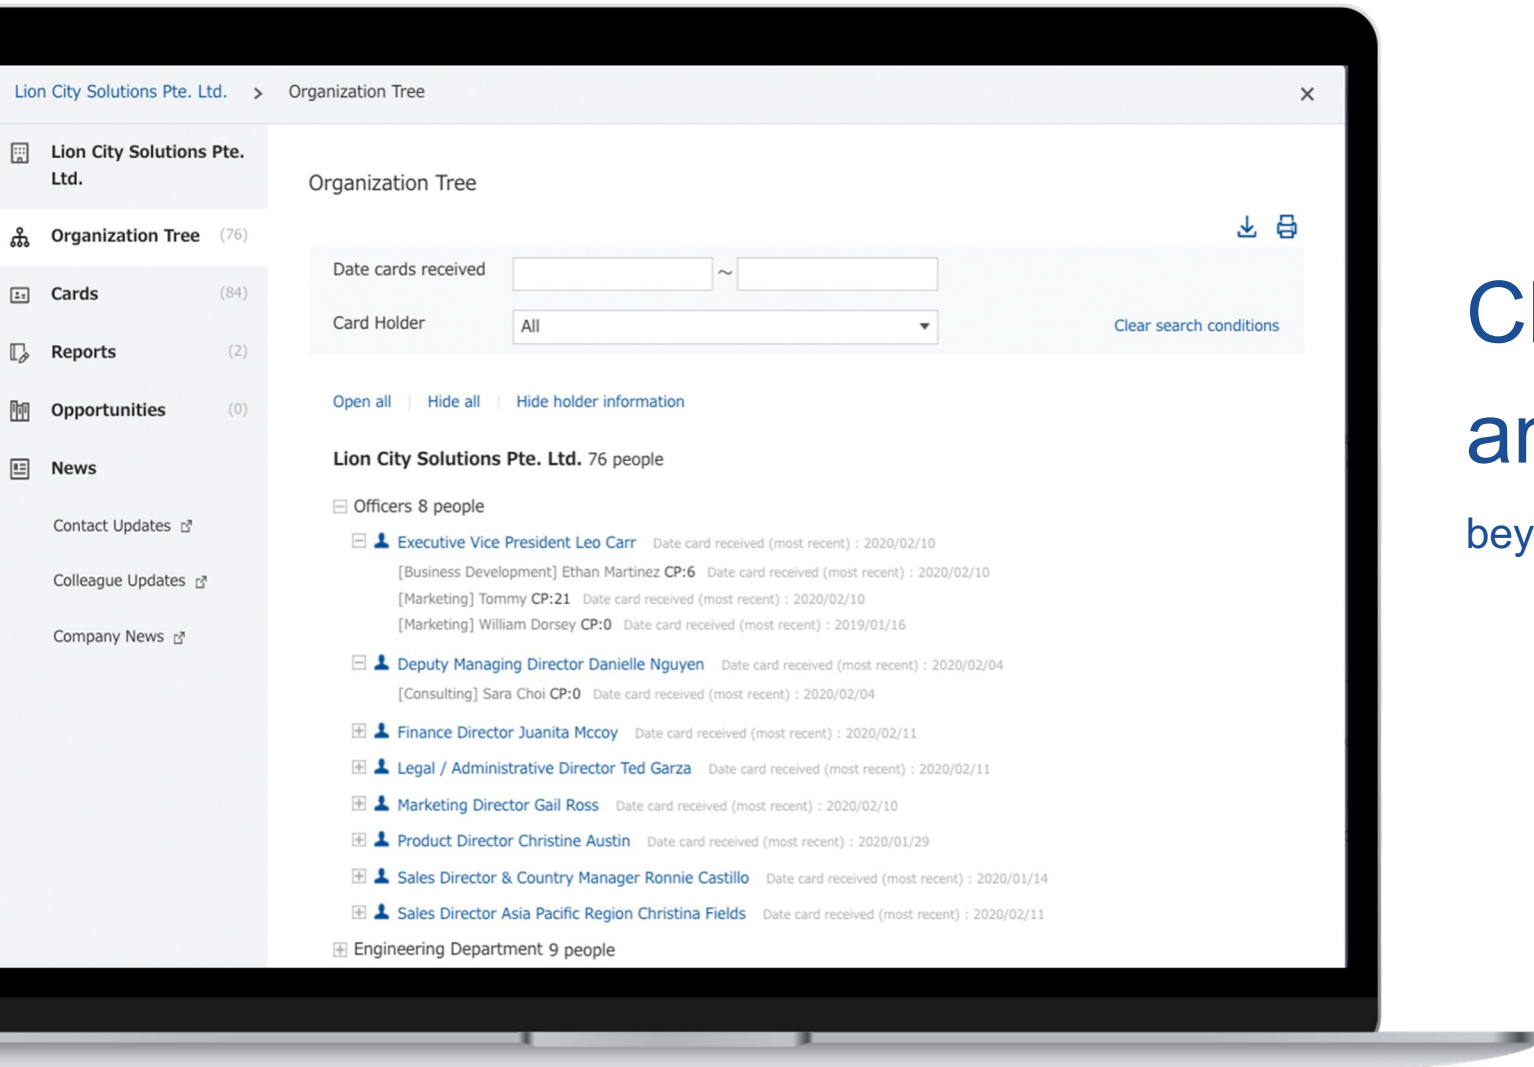 Lion City Solutions Pte. Ltd. > Organization Tree ×
Lion City Solutions Pte.
Ltd.
Organization Tree (76)
Cards (84)
Reports (2)
Opportunities (0)
News
Contact Updates
Colleague Updates
Company News
Organization Tree
Date cards received ~
Card Holder All Clear search conditions
Open all | Hide all | Hide holder information
Lion City Solutions Pte. Ltd. 76 people
Officers 8 people
Executive Vice President Leo Carr Date card received (most recent) : 2020/02/10
[Business Development] Ethan Martinez CP:6 Date card received (most recent) : 2020/02/10
[Marketing] Tommy CP:21 Date card received (most recent) : 2020/02/10
[Marketing] William Dorsey CP:0 Date card received (most recent) : 2019/01/16
Deputy Managing Director Danielle Nguyen Date card received (most recent) : 2020/02/04
[Consulting] Sara Choi CP:0 Date card received (most recent) : 2020/02/04
Finance Director Juanita Mccoy Date card received (most recent) : 2020/02/11
Legal / Administrative Director Ted Garza Date card received (most recent) : 2020/02/11
Marketing Director Gail Ross Date card received (most recent) : 2020/02/10
Product Director Christine Austin Date card received (most recent) : 2020/01/29
Sales Director & Country Manager Ronnie Castillo Date card received (most recent) : 2020/01/14
Sales Director Asia Pacific Region Christina Fields Date card received (most recent) : 2020/02/11
Engineering Department 9 people